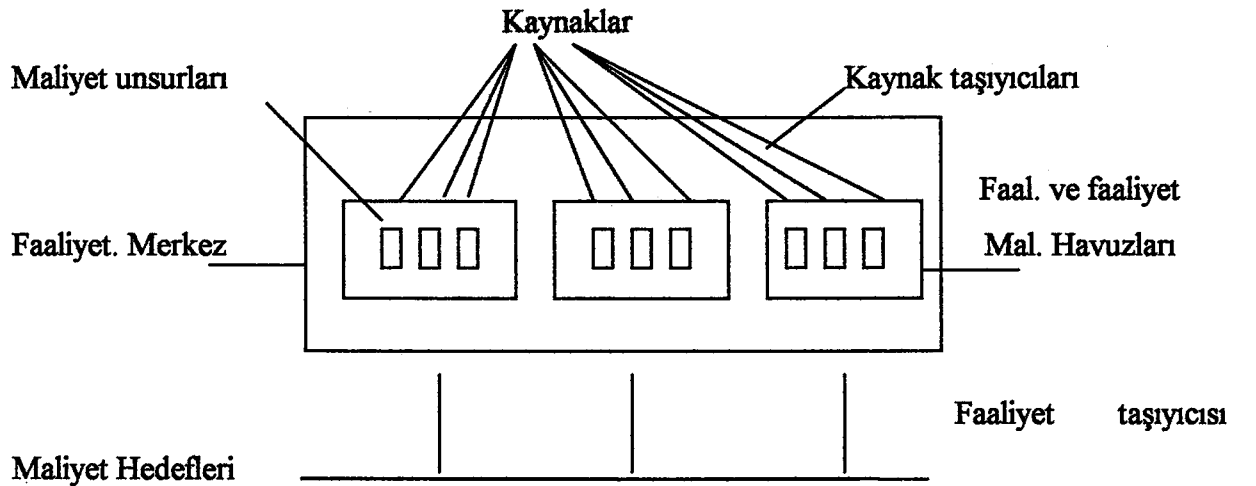 Kaynaklar
Maliyet unsurları
Kaynak taşıyıcıları
Faal. ve faaliyet
Faaliyet. Merkez
Mal. Havuzları
Faaliyet taşıyıcısı
Maliyet Hedefleri